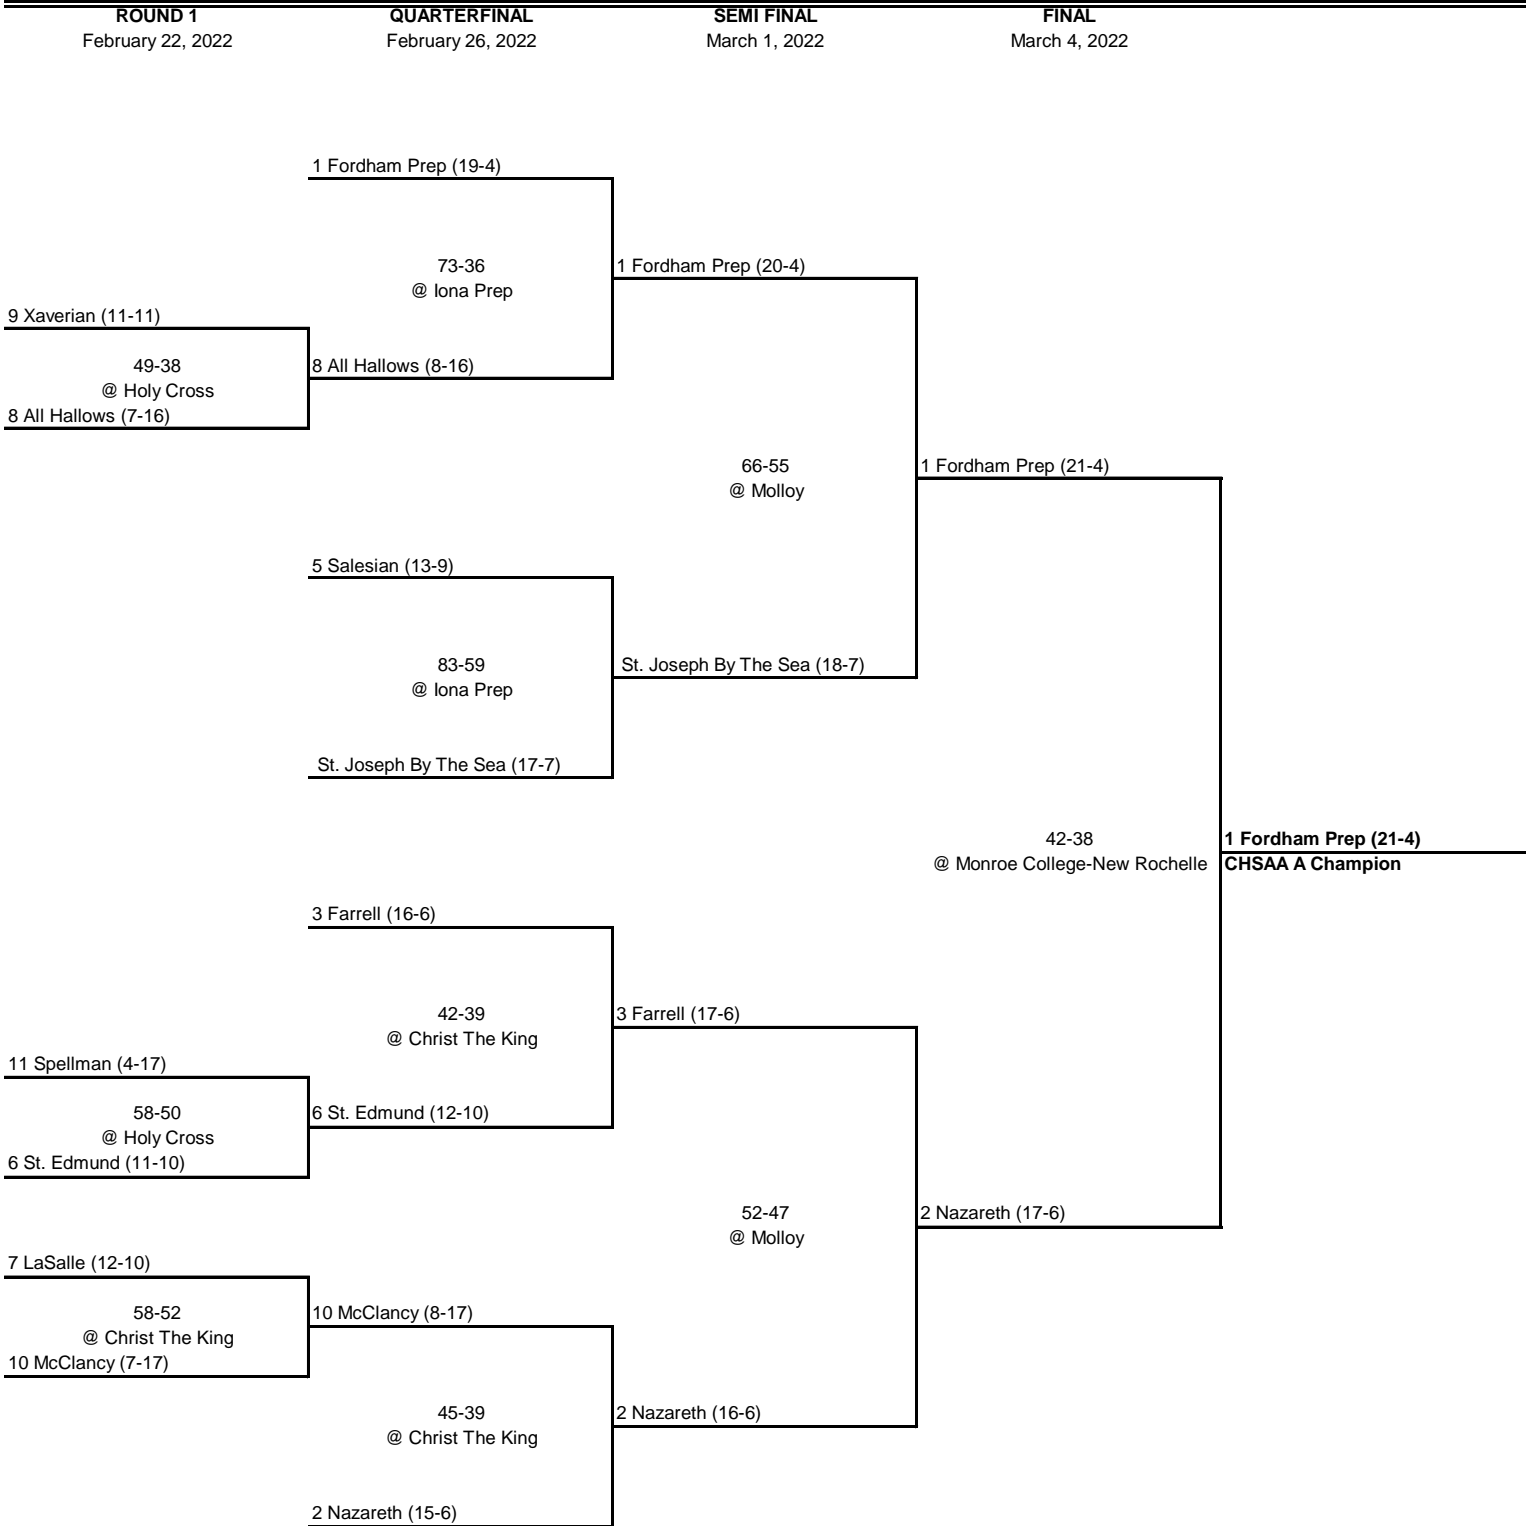 ROUND 1
February 22, 2022
QUARTERFINAL
February 26, 2022
SEMI FINAL
March 1, 2022
FINAL
March 4, 2022
1 Fordham Prep (19-4)
73-36
@ Iona Prep
1 Fordham Prep (20-4)
9 Xaverian (11-11)
49-38
@ Holy Cross
8 All Hallows (7-16)
8 All Hallows (8-16)
66-55
@ Molloy
1 Fordham Prep (21-4)
5 Salesian (13-9)
83-59
@ Iona Prep
St. Joseph By The Sea (18-7)
St. Joseph By The Sea (17-7)
42-38
@ Monroe College-New Rochelle
1 Fordham Prep (21-4)
CHSAA A Champion
3 Farrell (16-6)
42-39
@ Christ The King
3 Farrell (17-6)
11 Spellman (4-17)
58-50
@ Holy Cross
6 St. Edmund (11-10)
6 St. Edmund (12-10)
52-47
@ Molloy
2 Nazareth (17-6)
7 LaSalle (12-10)
58-52
@ Christ The King
10 McClancy (7-17)
10 McClancy (8-17)
45-39
@ Christ The King
2 Nazareth (16-6)
2 Nazareth (15-6)